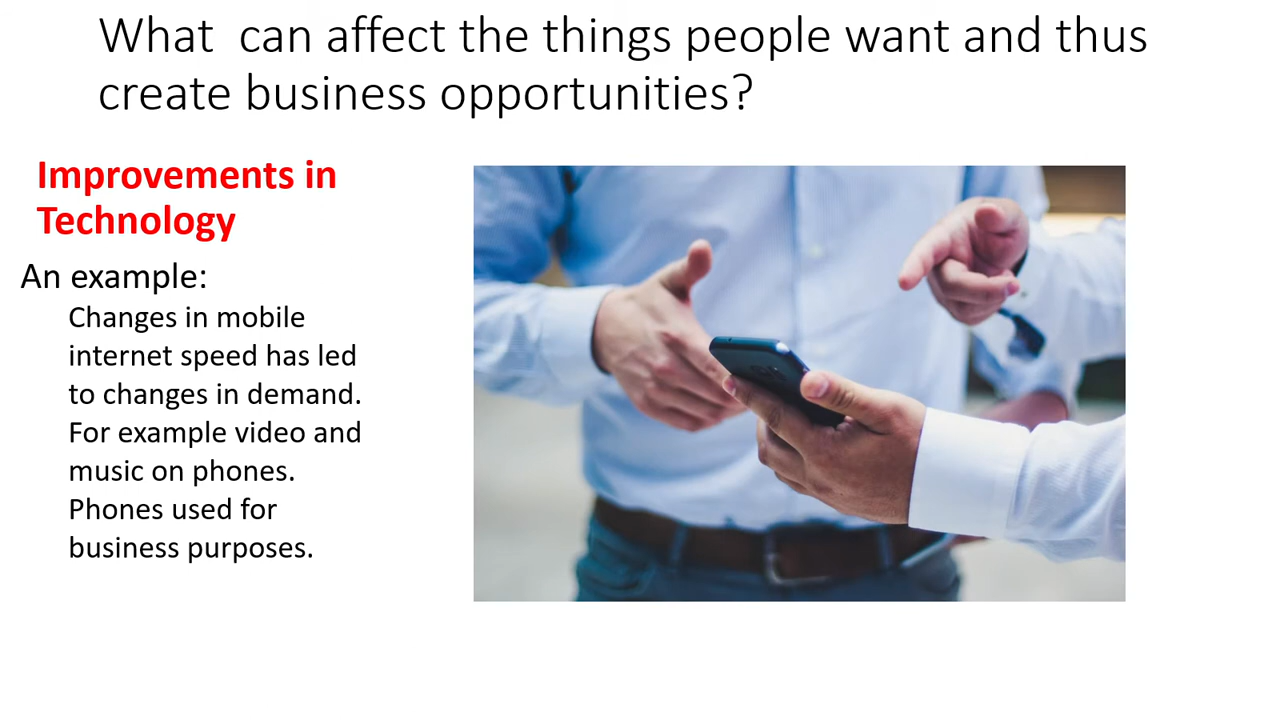 What  can affect the things people want and thus
create business opportunities?
Improvements in
Technology
An example:
Changes in mobile
internet speed has led
to changes in demand.
For example video and
music on phones.
Phones used for
business purposes.